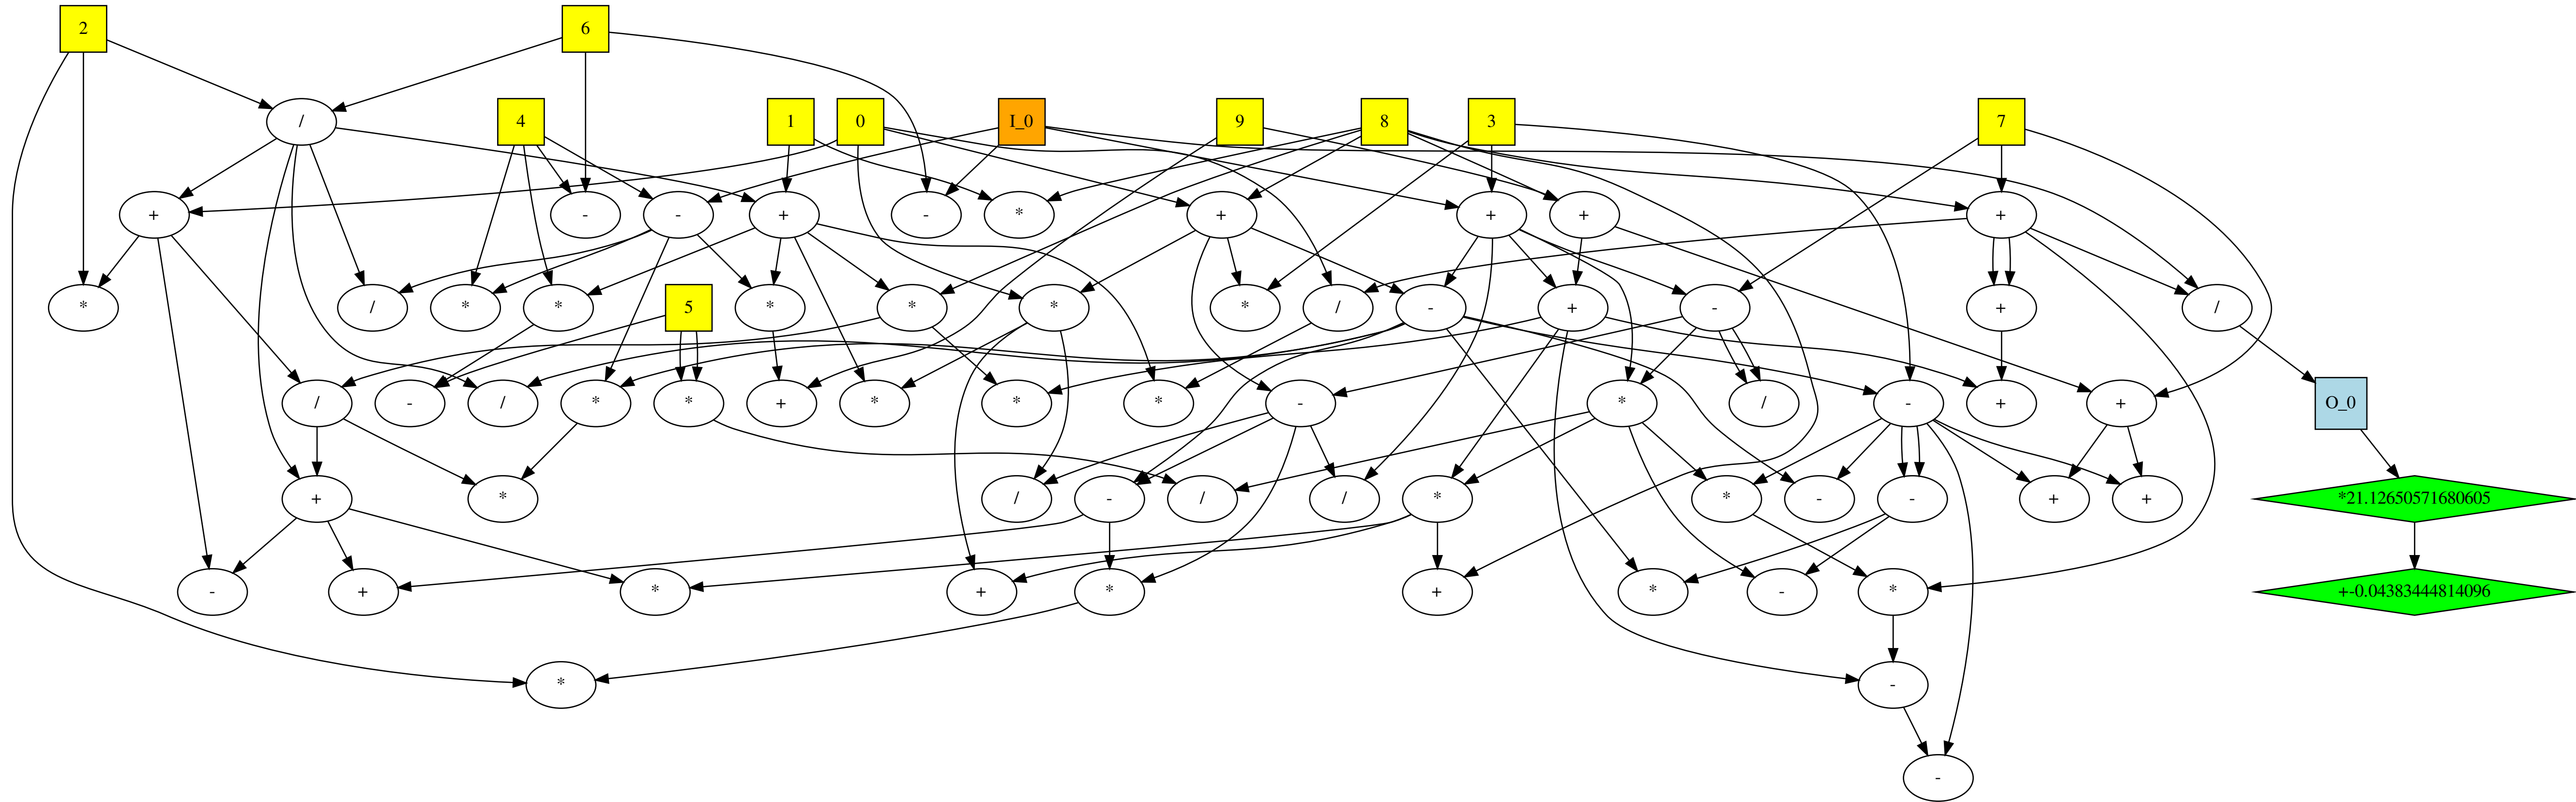 2 6
/ 4 1 0 I_0 9 8 3 7
+ - - + - * + + + +
* / * * 5 * * * * / - + - + /
/ - / * * + * * * - * / - + + O_0
+ * / - / / * * - - + + *21.12650571680605
- + * + * + * - * +-0.04383444814096
* -
-